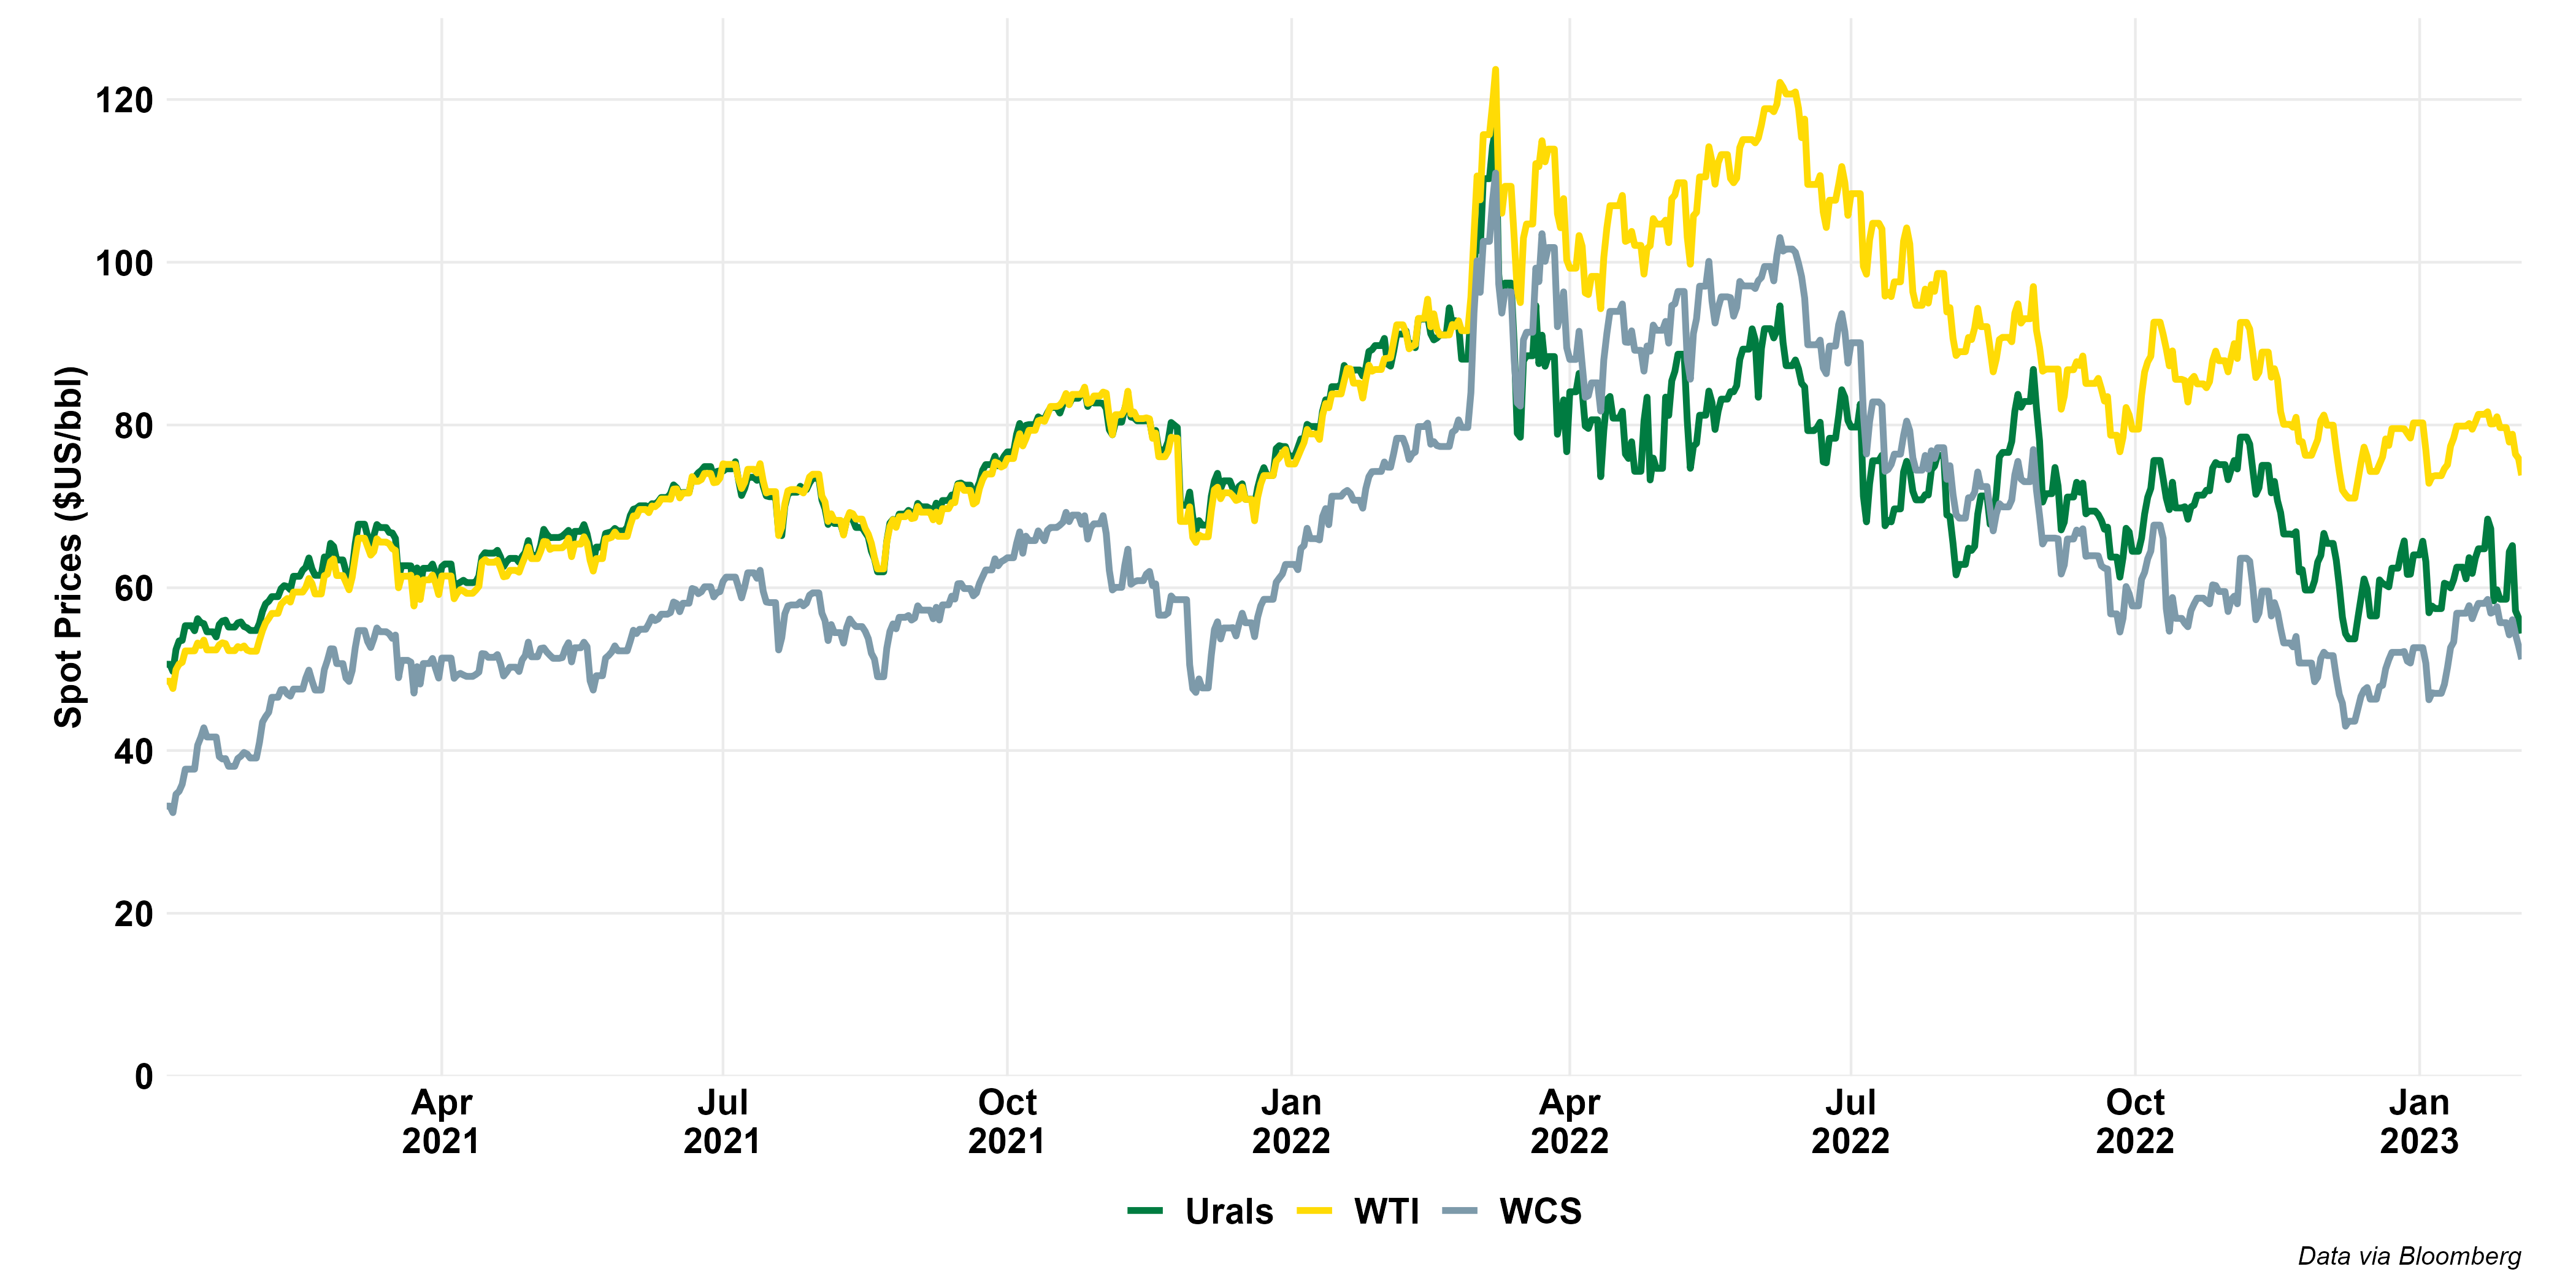 Spot Prices ($US/bbl)
120
100
80
60
40
20
0
Apr
2021
Jul
2021
Oct
2021
Jan
2022
Apr
2022
Jul
2022
Oct
2022
Jan
2023
Urals WTI WCS
Data via Bloomberg